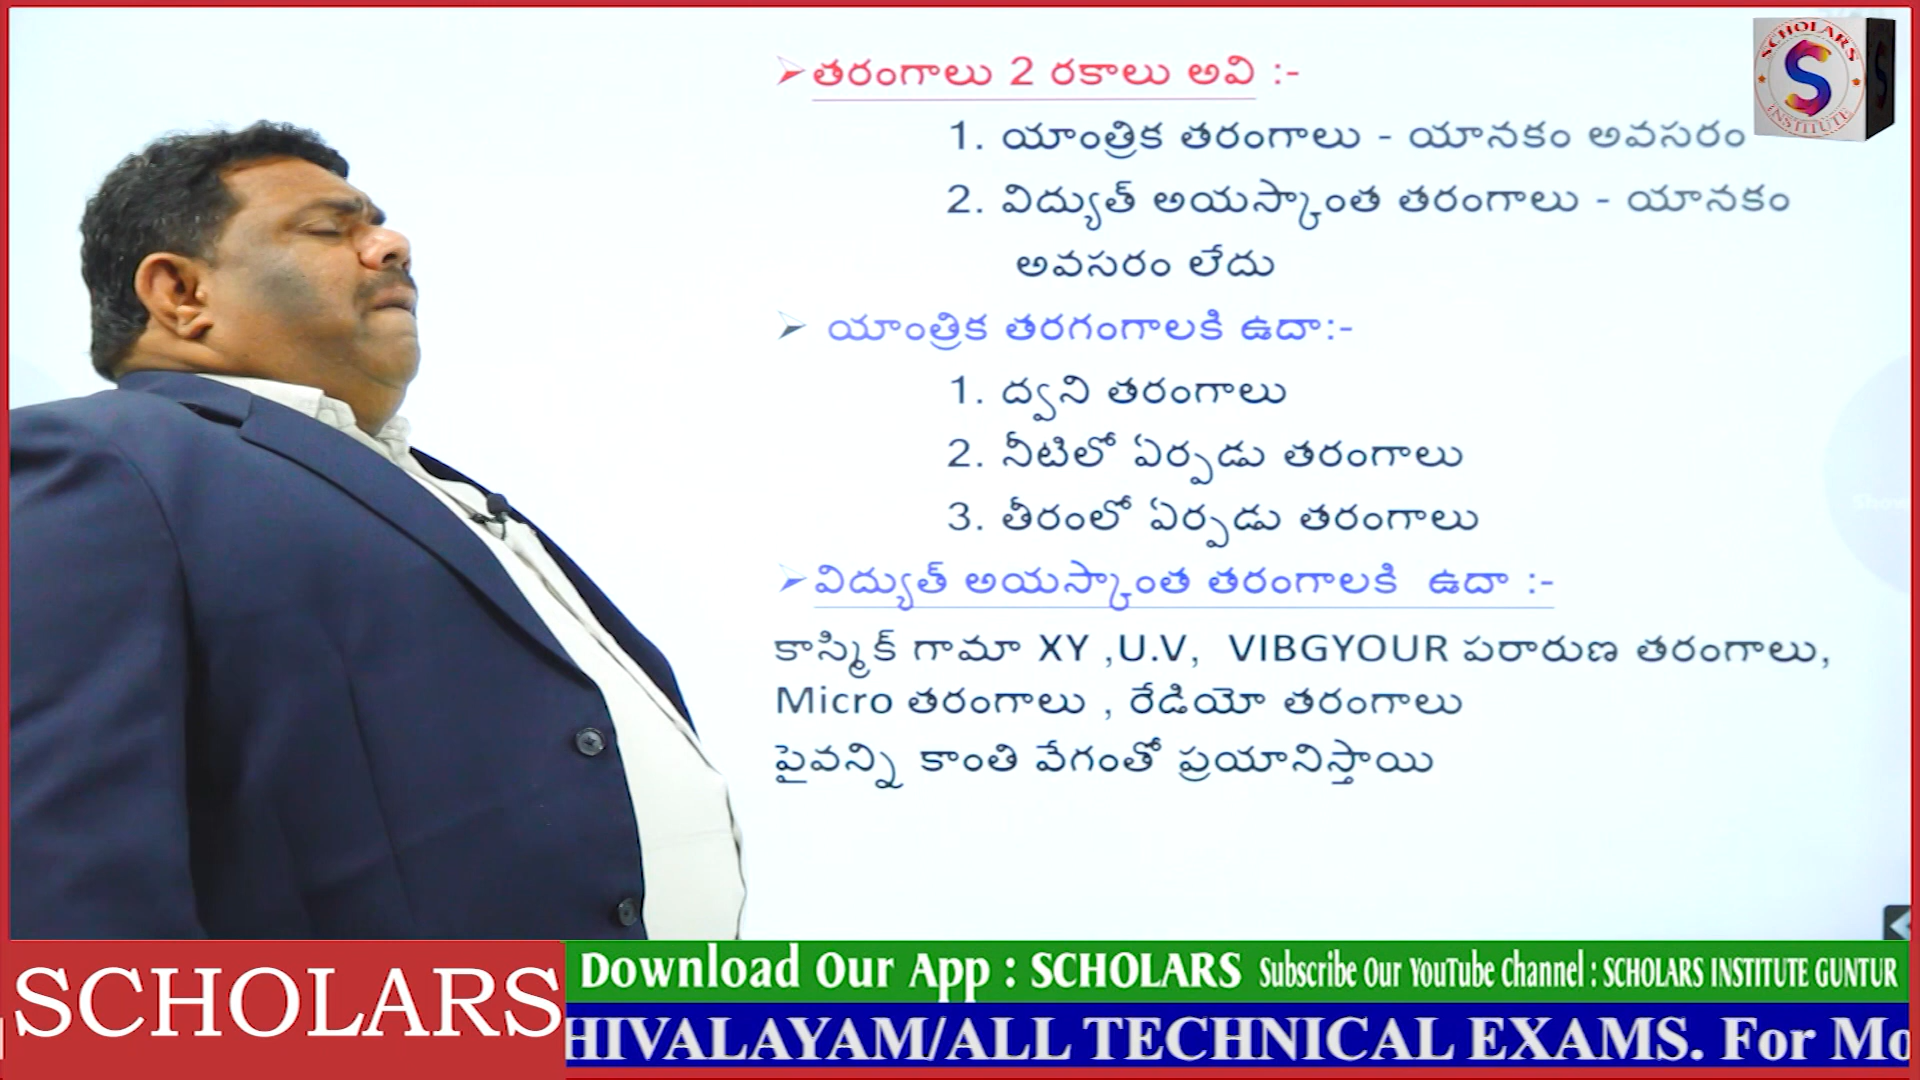 తరంగాలు 2 రకాలు అవి :-
1. యాంత్రిక తరంగాలు - యానకం అవసరం
2. విద్యుత్ అయస్కాంత తరంగాలు - యానకం
అవసరం లేదు
యాంత్రిక తరగంగాలకి ఉదా:-
1. ద్వని తరంగాలు
2. నీటిలో ఏర్పడు తరంగాలు
3. తీరంలో ఏర్పడు తరంగాలు
విద్యుత్ అయస్కాంత తరంగాలకి ఉదా :-
కాస్మిక్ గామా XY ,U.V, VIBGYOUR పరారుణ తరంగాలు,
Micro తరంగాలు , రేడియో తరంగాలు
పైవన్ని కాంతి వేగంతో ప్రయానిస్తాయి
SCHOLARS
S
INSTITUTE
SCHOLARS
Download Our App : SCHOLARS Subscribe Our YouTube Channel : SCHOLARS INSTITUTE GUNTUR
HIVALAYAM/ALL TECHNICAL EXAMS. For Mo